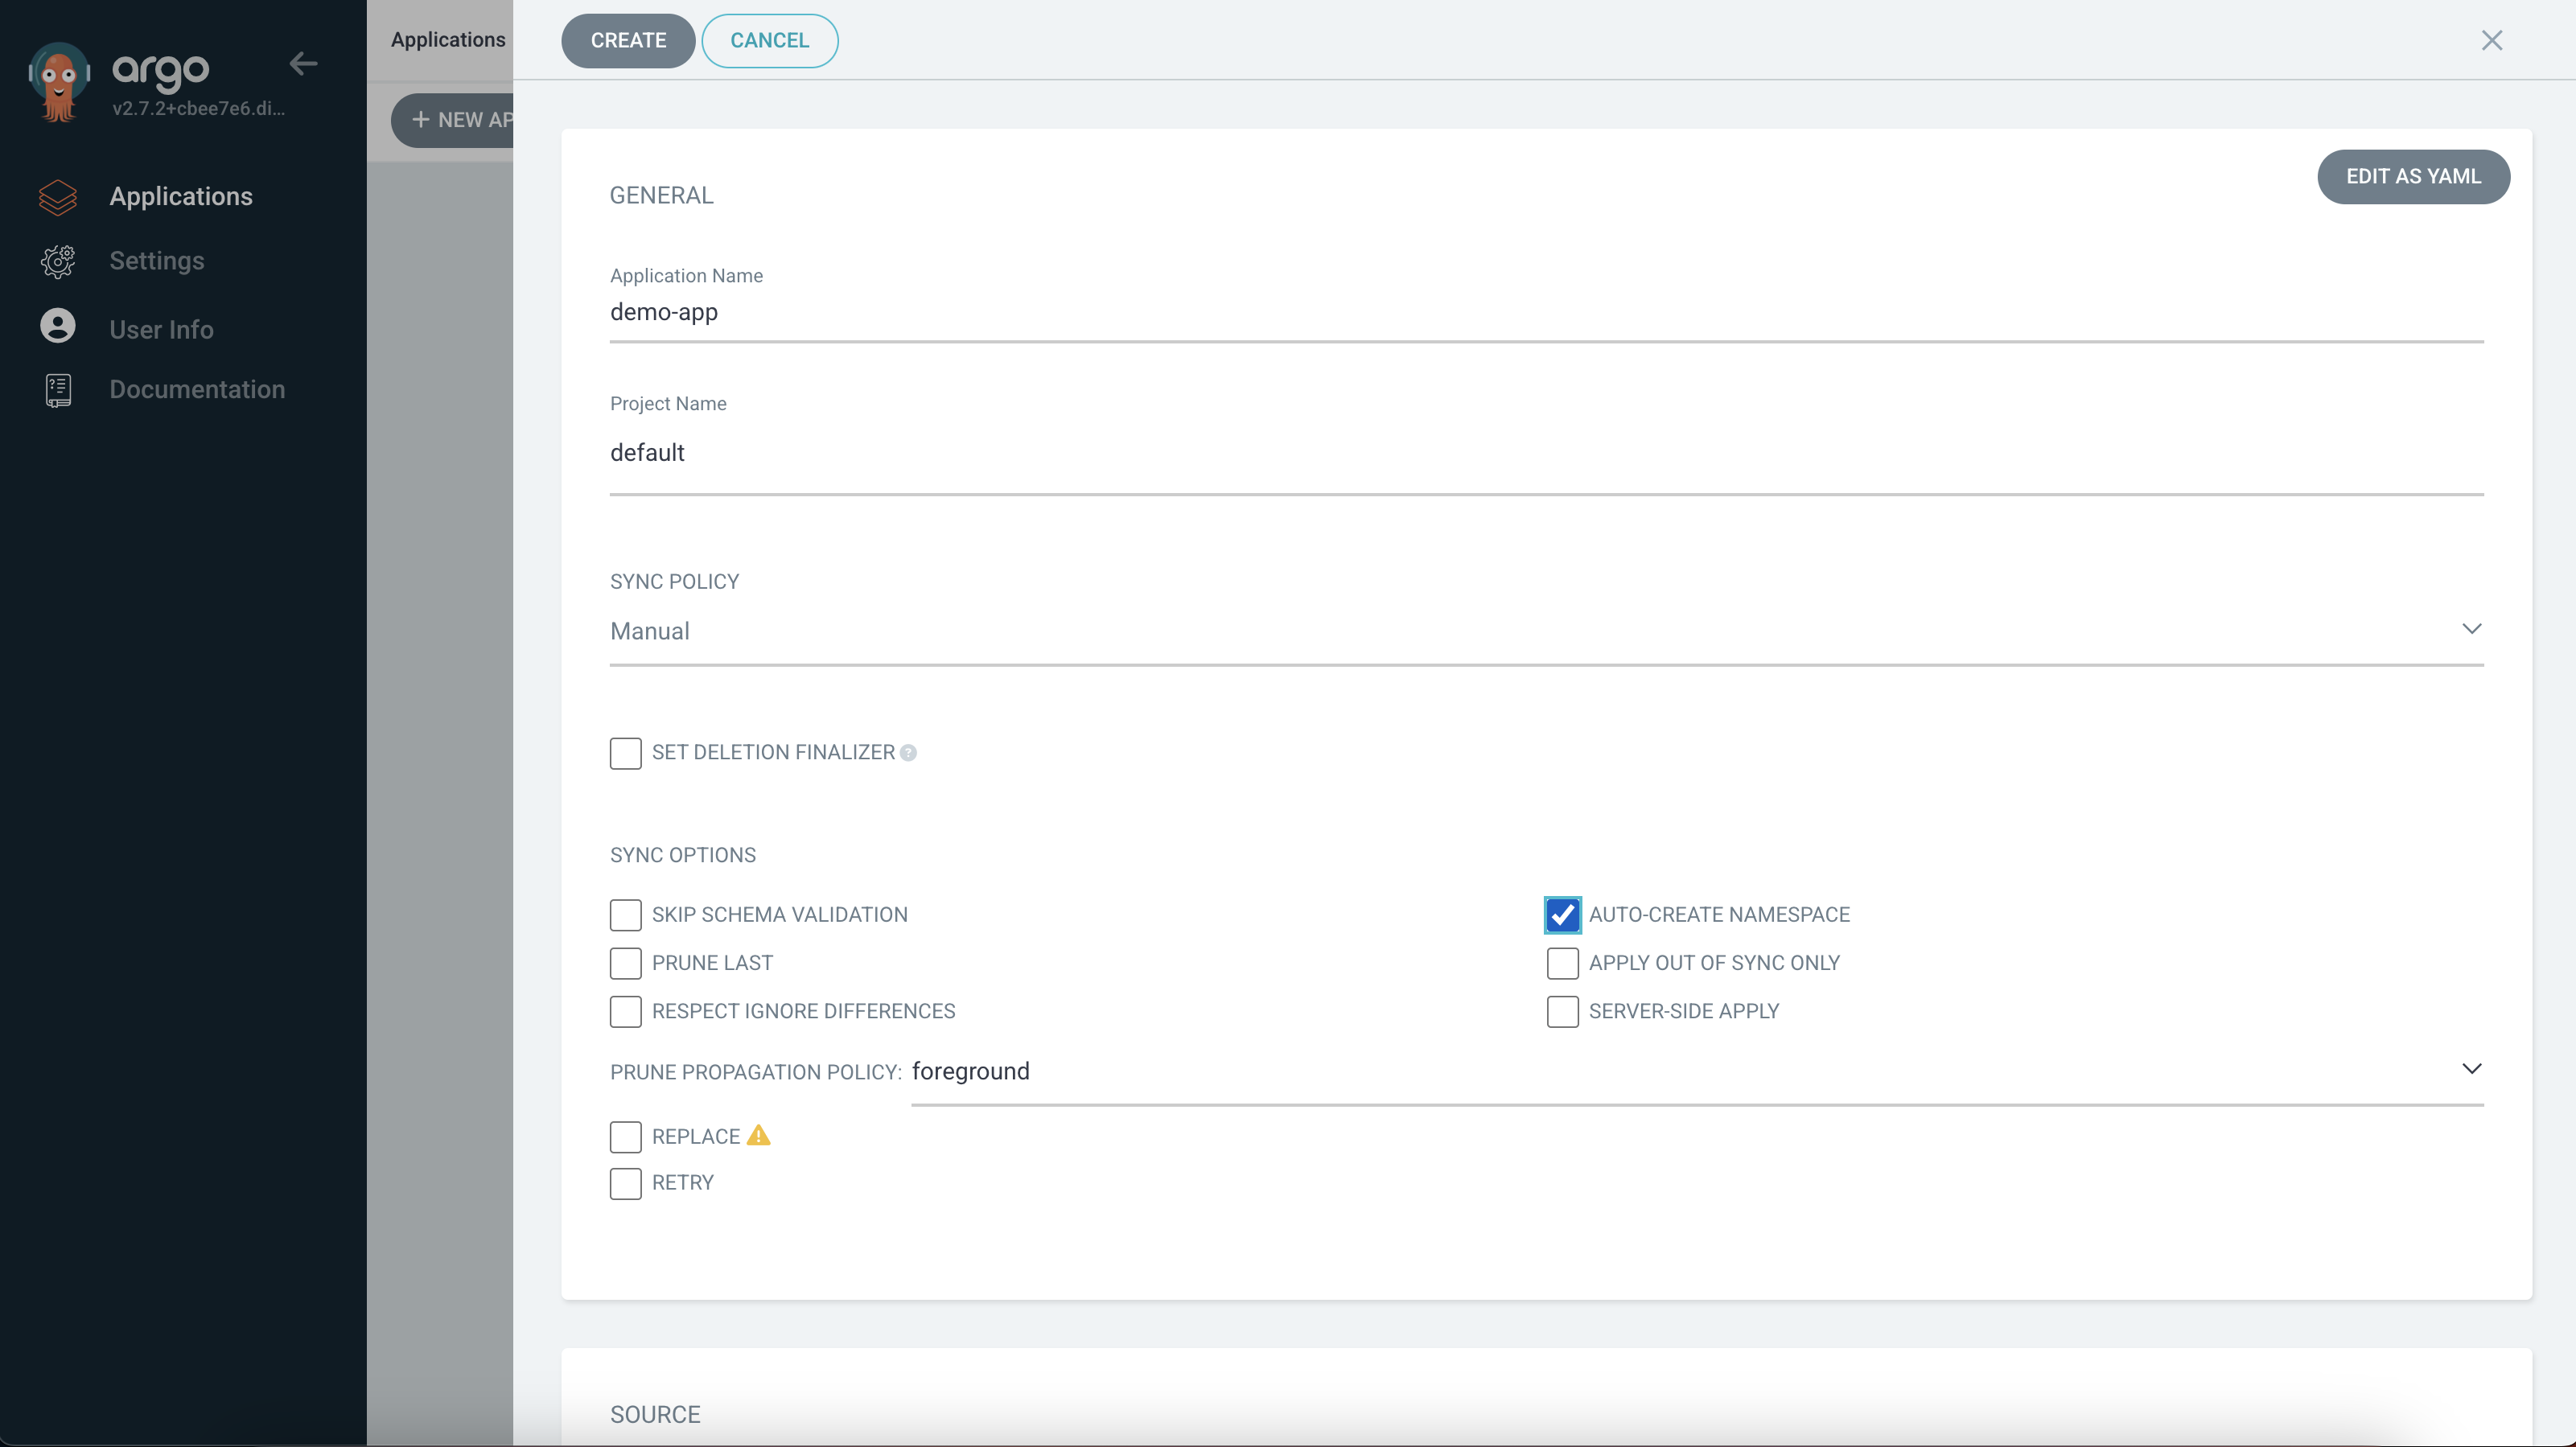 argo
v2.7.2+cbee7e6.di...
Applications
Settings
User Info
Documentation
Applications
+ NEW AP
CREATE
CANCEL
GENERAL
EDIT AS YAML
Application Name
demo-app
Project Name
default
SYNC POLICY
Manual
SET DELETION FINALIZER ?
SYNC OPTIONS
SKIP SCHEMA VALIDATION
AUTO-CREATE NAMESPACE
PRUNE LAST
APPLY OUT OF SYNC ONLY
RESPECT IGNORE DIFFERENCES
SERVER-SIDE APPLY
PRUNE PROPAGATION POLICY: foreground
REPLACE
RETRY
SOURCE